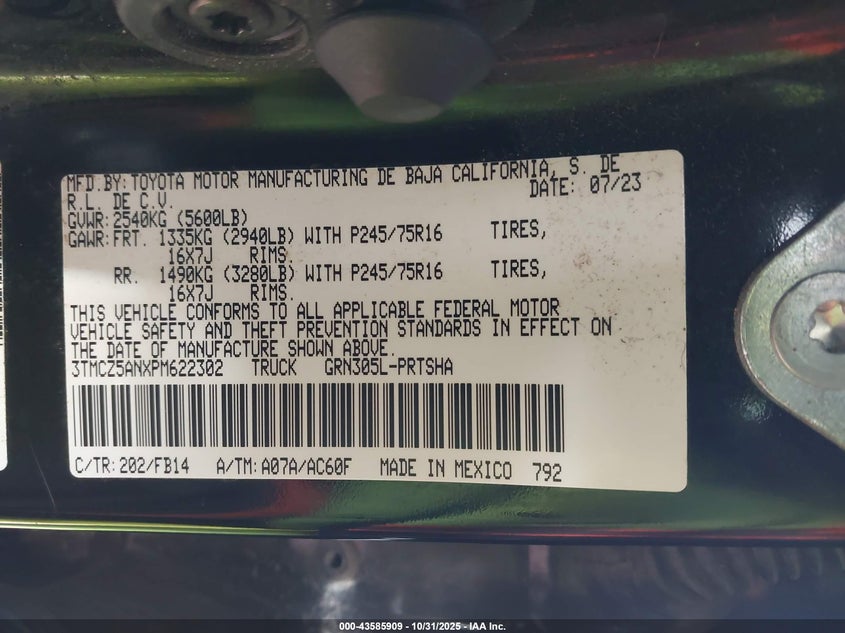 MFD.BY:TOYOTA MOTOR MANUFACTURING DE BAJA CALIFORNIA, S. DE
R.L. DE C.V. DATE: 07/23
GVWR:2540KG (5600LB)
GAWR:FRT. 1335KG (2940LB) WITH P245/75R16 TIRES,
16X7J RIMS.
RR. 1490KG (3280LB) WITH P245/75R16 TIRES,
16X7J RIMS.
THIS VEHICLE CONFORMS TO ALL APPLICABLE FEDERAL MOTOR
VEHICLE SAFETY AND THEFT PREVENTION STANDARDS IN EFFECT ON
THE DATE OF MANUFACTURE SHOWN ABOVE.
3TMCZ5ANXPM622302 TRUCK GRN305L-PRTSHA
C/TR:202/FB14 A/TM:A07A/AC60F MADE IN MEXICO 792
000-43585909 - 10/31/2025 - IAA Inc.